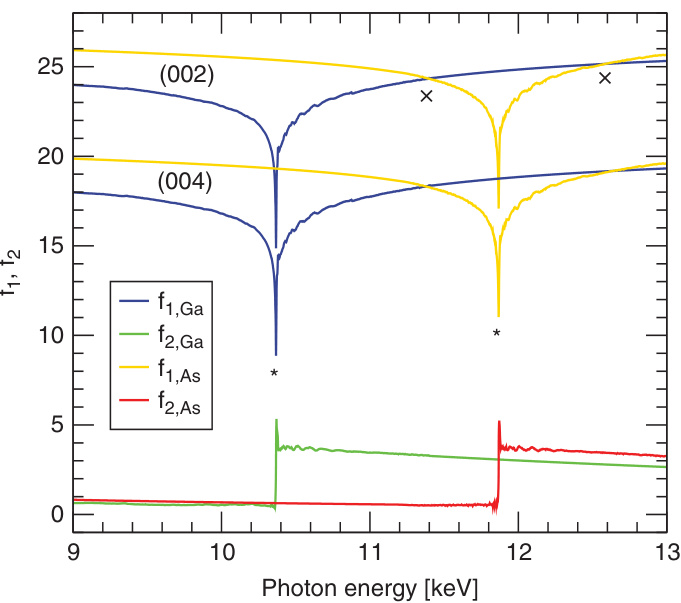 25
20
15
10
5
0
f1, f2
(002)
×
×
(004)
f1,Ga
f2,Ga
f1,As
f2,As
*
*
9
10
11
12
13
Photon energy [keV]